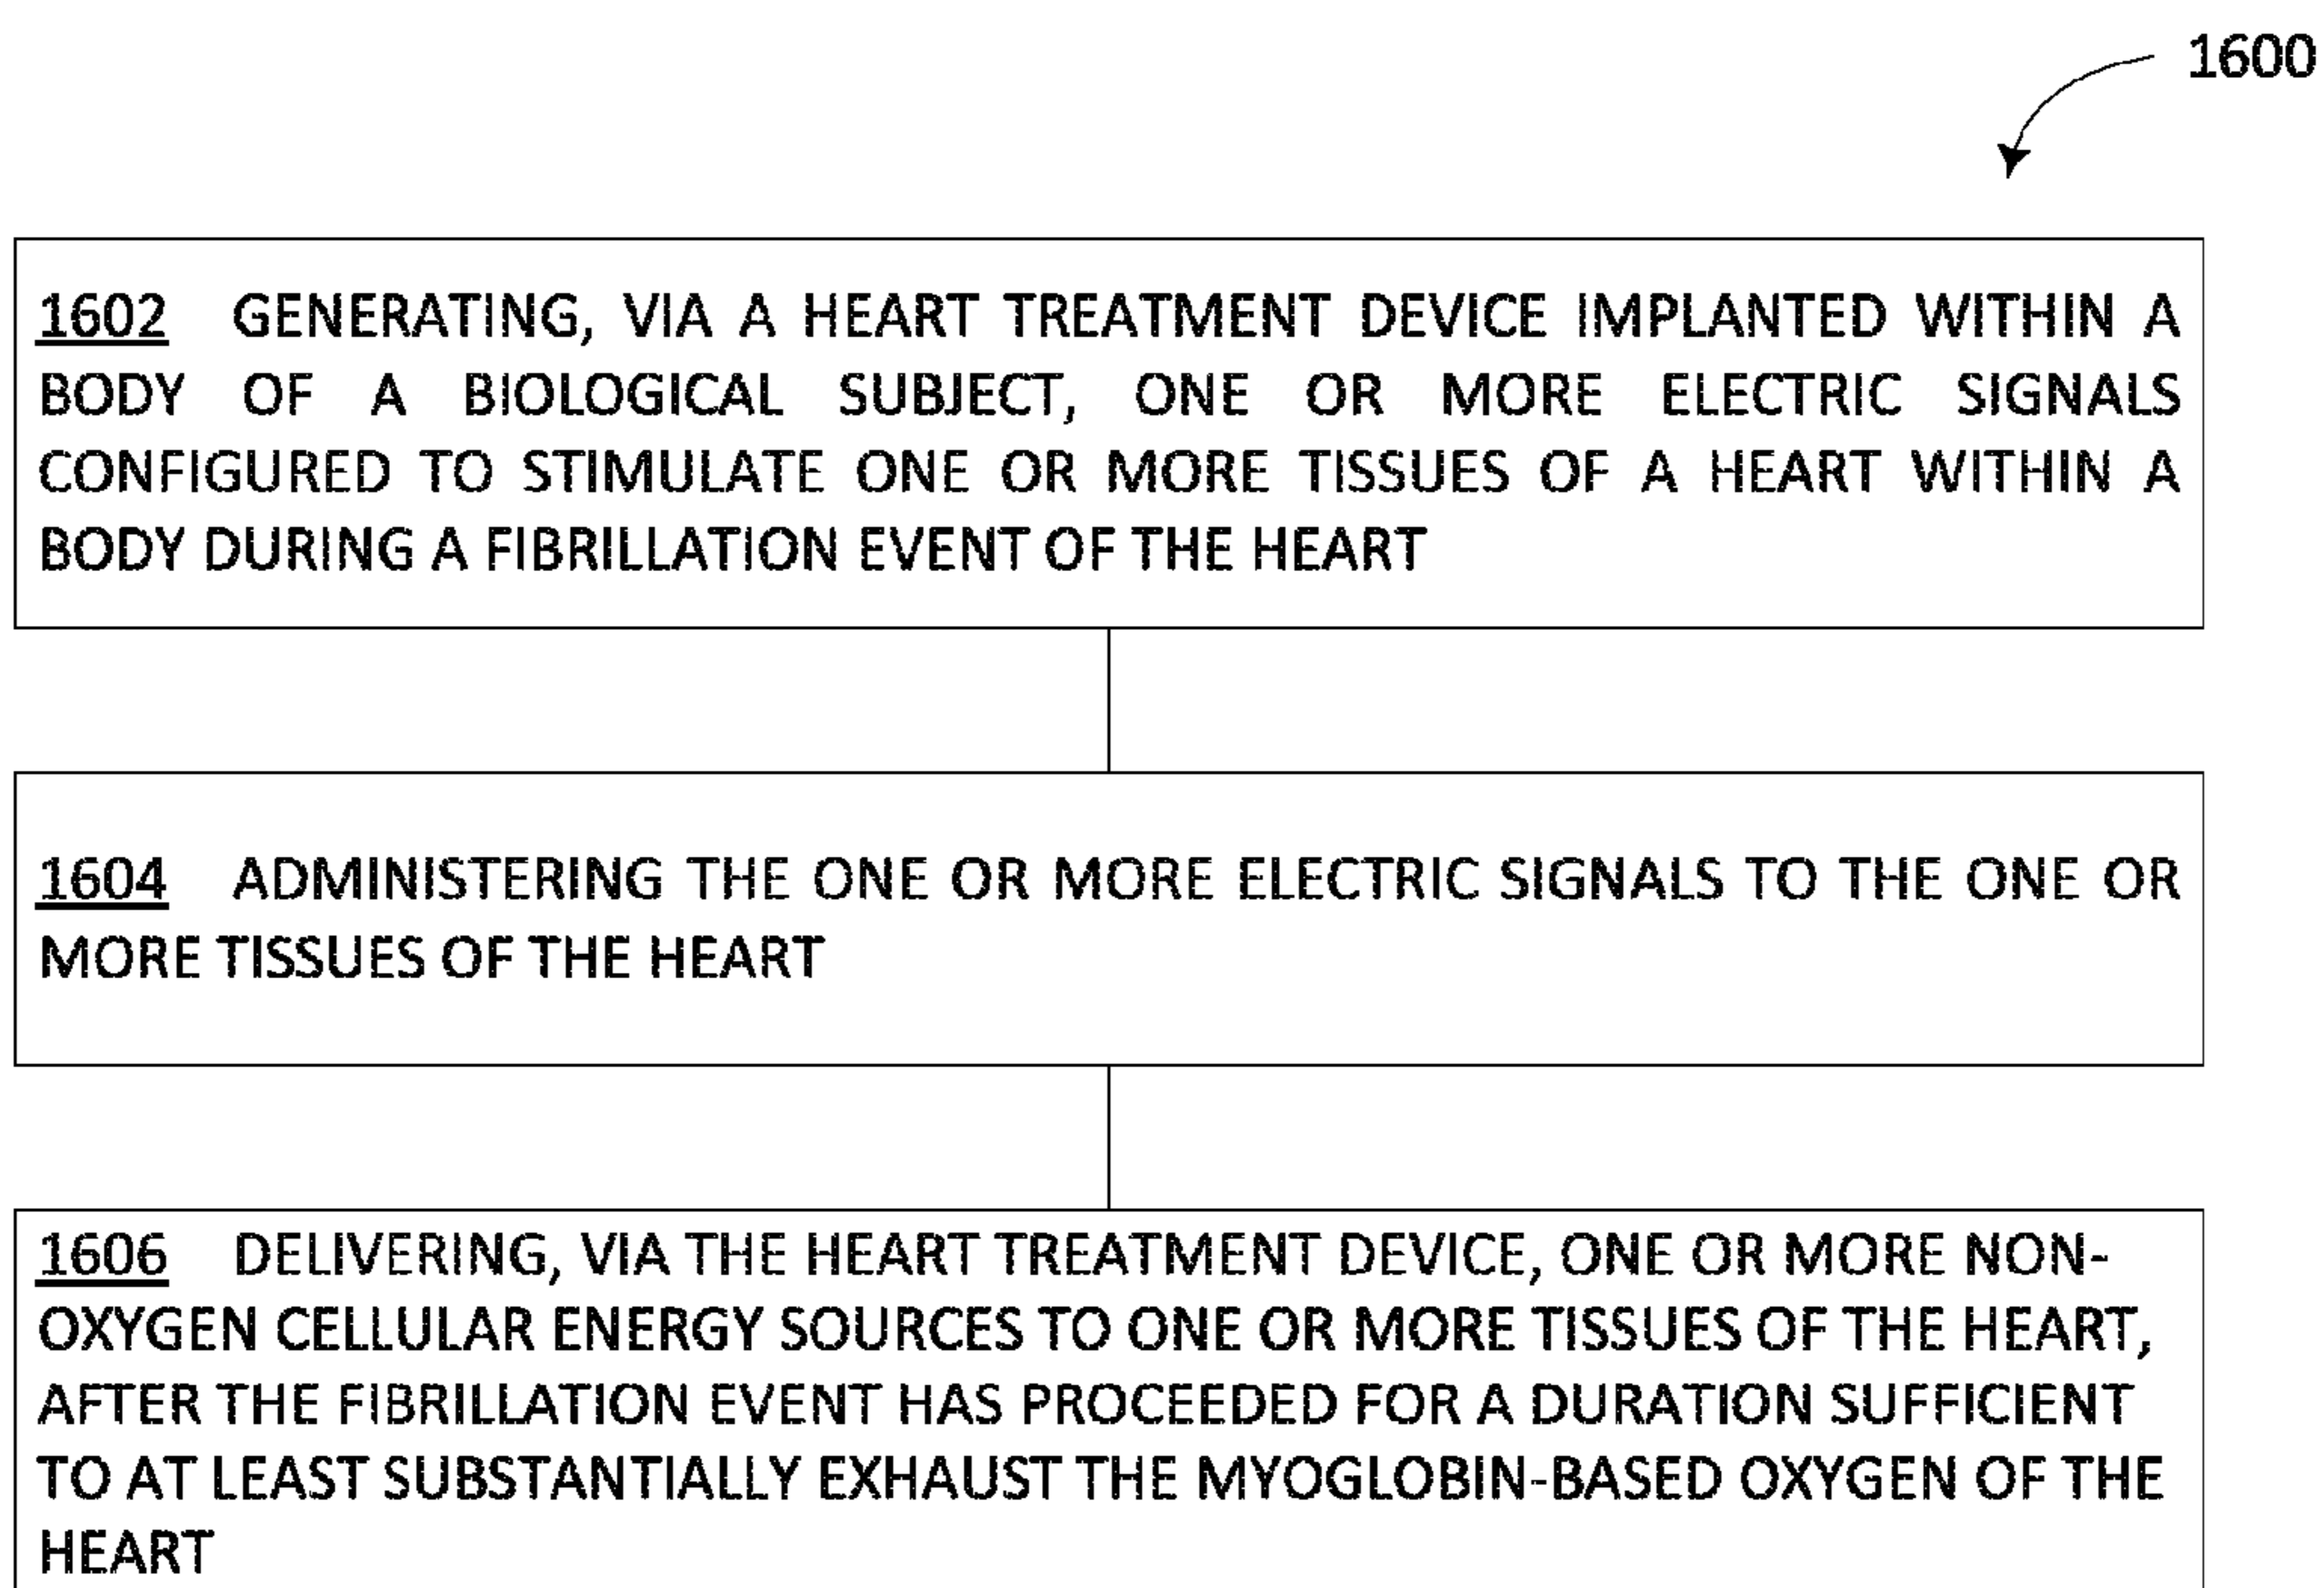 1600
1602 GENERATING, VIA A HEART TREATMENT DEVICE IMPLANTED WITHIN A
BODY OF A BIOLOGICAL SUBJECT, ONE OR MORE ELECTRIC SIGNALS
CONFIGURED TO STIMULATE ONE OR MORE TISSUES OF A HEART WITHIN A
BODY DURING A FIBRILLATION EVENT OF THE HEART
1604 ADMINISTERING THE ONE OR MORE ELECTRIC SIGNALS TO THE ONE OR
MORE TISSUES OF THE HEART
1606 DELIVERING, VIA THE HEART TREATMENT DEVICE, ONE OR MORE NON-
OXYGEN CELLULAR ENERGY SOURCES TO ONE OR MORE TISSUES OF THE HEART,
AFTER THE FIBRILLATION EVENT HAS PROCEEDED FOR A DURATION SUFFICIENT
TO AT LEAST SUBSTANTIALLY EXHAUST THE MYOGLOBIN-BASED OXYGEN OF THE
HEART